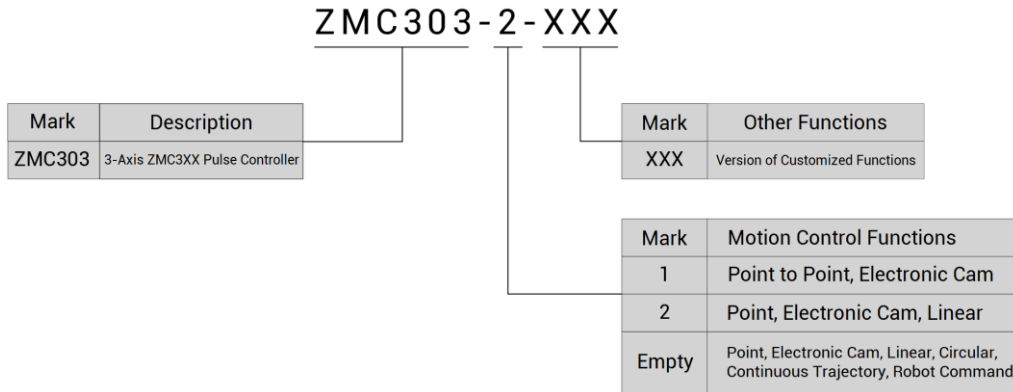 ZMC303-2-XXX
Mark Description
ZMC303 3-Axis ZMC3XX Pulse Controller
Mark Other Functions
XXX Version of Customized Functions
Mark Motion Control Functions
1 Point to Point, Electronic Cam
2 Point, Electronic Cam, Linear
Empty Point, Electronic Cam, Linear, Circular,
Continuous Trajectory, Robot Command